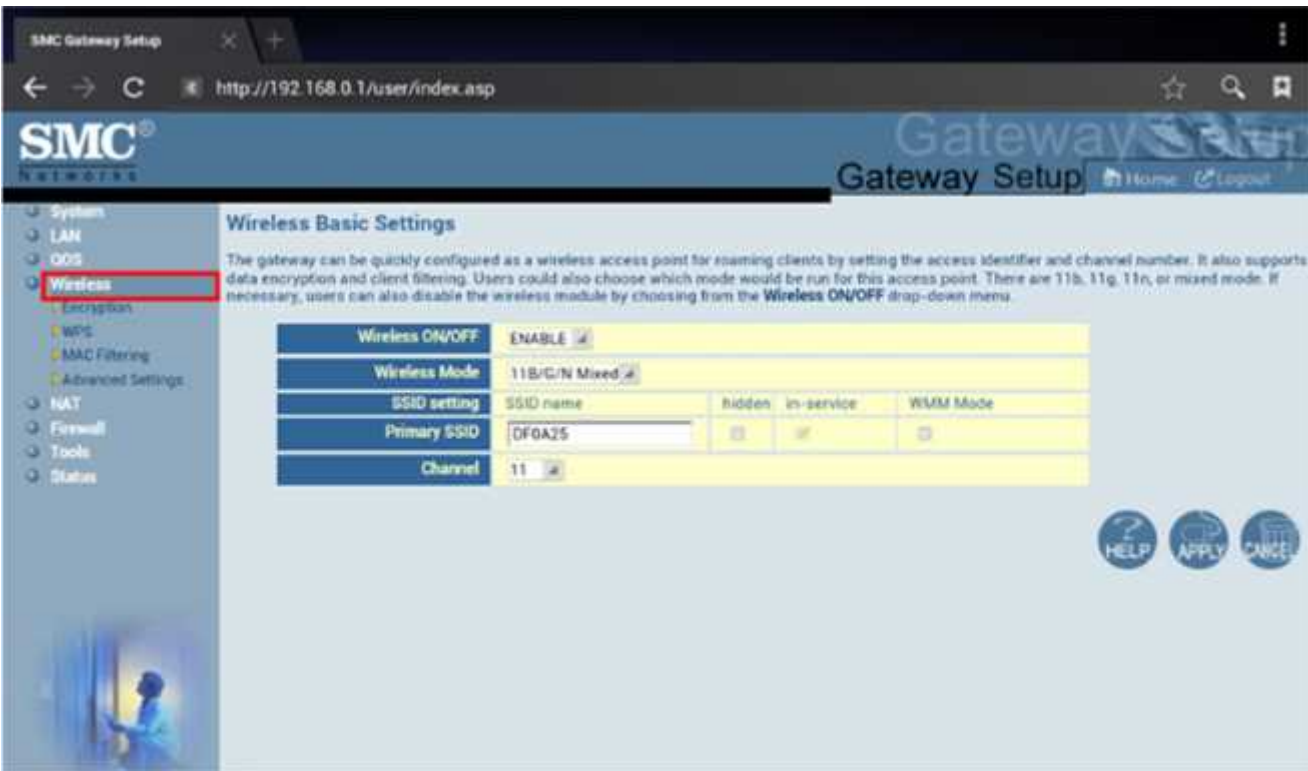 SMC Gateway Setup
http://192.168.0.1/user/index.asp
SMC®
Networks
Gateway Setup
Gateway Setup
Home Logout
System
LAN
QOS
Wireless
Encryption
WPS
MAC Filtering
Advanced Settings
NAT
Firewall
Tools
Status
Wireless Basic Settings
The gateway can be quickly configured as a wireless access point for roaming clients by setting the access identifier and channel number. It also supports
data encryption and client filtering. Users could also choose which mode would be run for this access point. There are 11b, 11g, 11n, or mixed mode. If
necessary, users can also disable the wireless module by choosing from the Wireless ON/OFF drop-down menu.
Wireless ON/OFF ENABLE
Wireless Mode 11B/G/N Mixed
SSID setting SSID name hidden in-service WMM Mode
Primary SSID DF0A25
Channel 11
HELP APPLY CANCEL